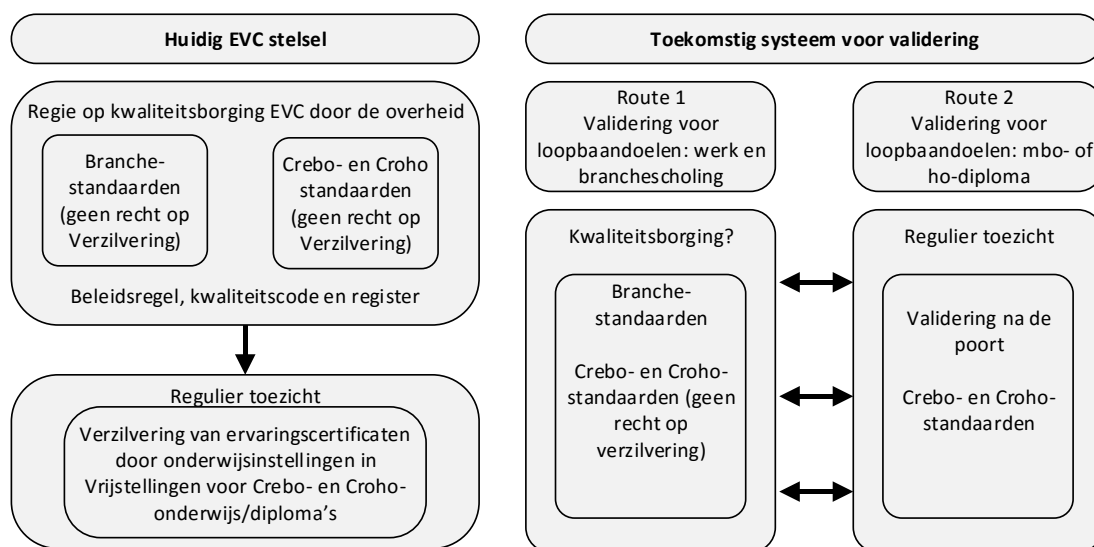 Huidig EVC stelsel
Regie op kwaliteitsborging EVC door de overheid
Branche-
standaarden
(geen recht op
Verzilvering)
Crebo- en Croho
standaarden
(geen recht op
Verzilvering)
Beleidsregel, kwaliteitscode en register
Regulier toezicht
Verzilvering van ervaringscertificaten
door onderwijsinstellingen in
Vrijstellingen voor Crebo- en Croho-
onderwijs/diploma’s
Toekomstig systeem voor validering
Route 1
Validering voor
loopbaandoelen: werk en
branchescholing
Kwaliteitsborging?
Branche-
standaarden
Crebo- en Croho-
standaarden (geen
recht op
verzilvering)
Route 2
Validering voor
loopbaandoelen: mbo- of
ho-diploma
Regulier toezicht
Validering na de
poort
Crebo- en Croho-
standaarden